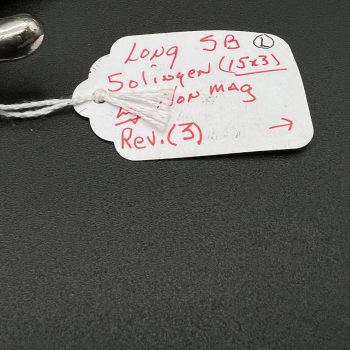 Long SB Ⓛ
Solingen (15x3)
non mag
Rev. (3) →